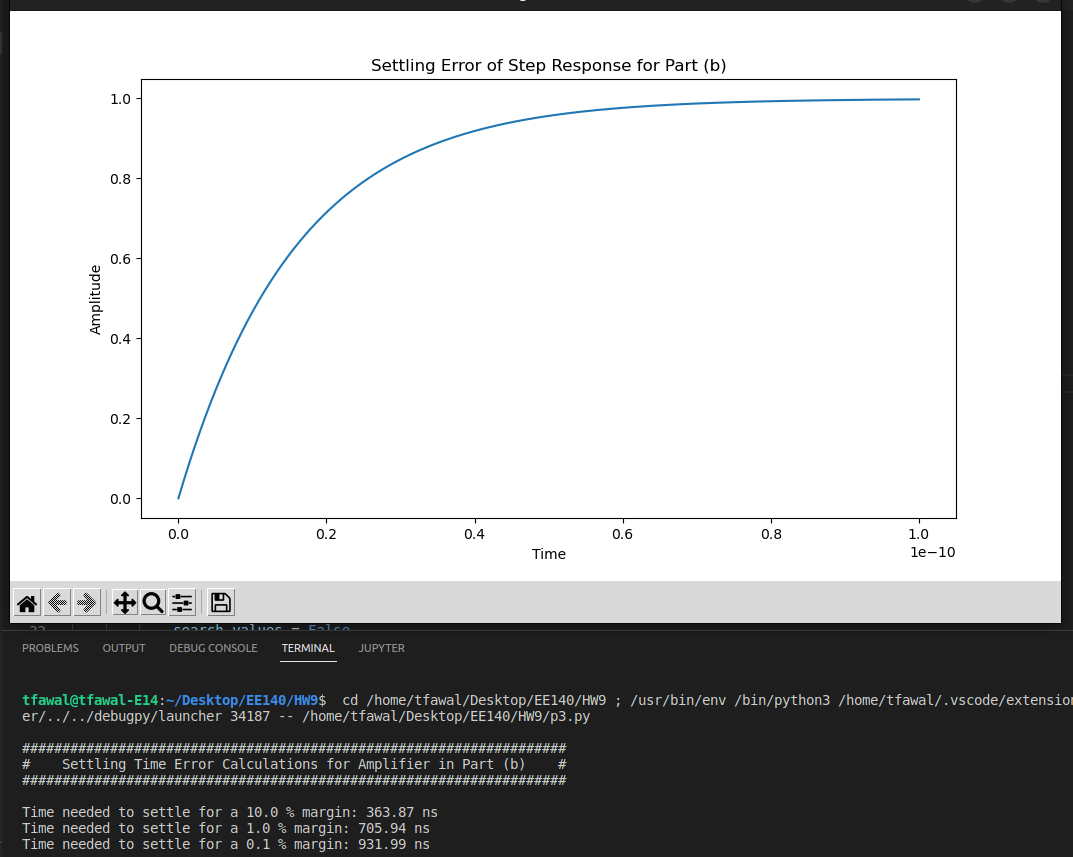 Settling Error of Step Response for Part (b)
1.0
0.8
0.6
0.4
0.2
0.0
Amplitude
0.0 0.2 0.4 0.6 0.8 1.0
1e−10
Time
search_values = False
PROBLEMS OUTPUT DEBUG CONSOLE TERMINAL JUPYTER
tfawal@tfawal-E14:~/Desktop/EE140/HW9$ cd /home/tfawal/Desktop/EE140/HW9 ; /usr/bin/env /bin/python3 /home/tfawal/.vscode/extension
er/../../debugpy/launcher 34187 -- /home/tfawal/Desktop/EE140/HW9/p3.py
####################################################################
# Settling Time Error Calculations for Amplifier in Part (b) #
####################################################################
Time needed to settle for a 10.0 % margin: 363.87 ns
Time needed to settle for a 1.0 % margin: 705.94 ns
Time needed to settle for a 0.1 % margin: 931.99 ns